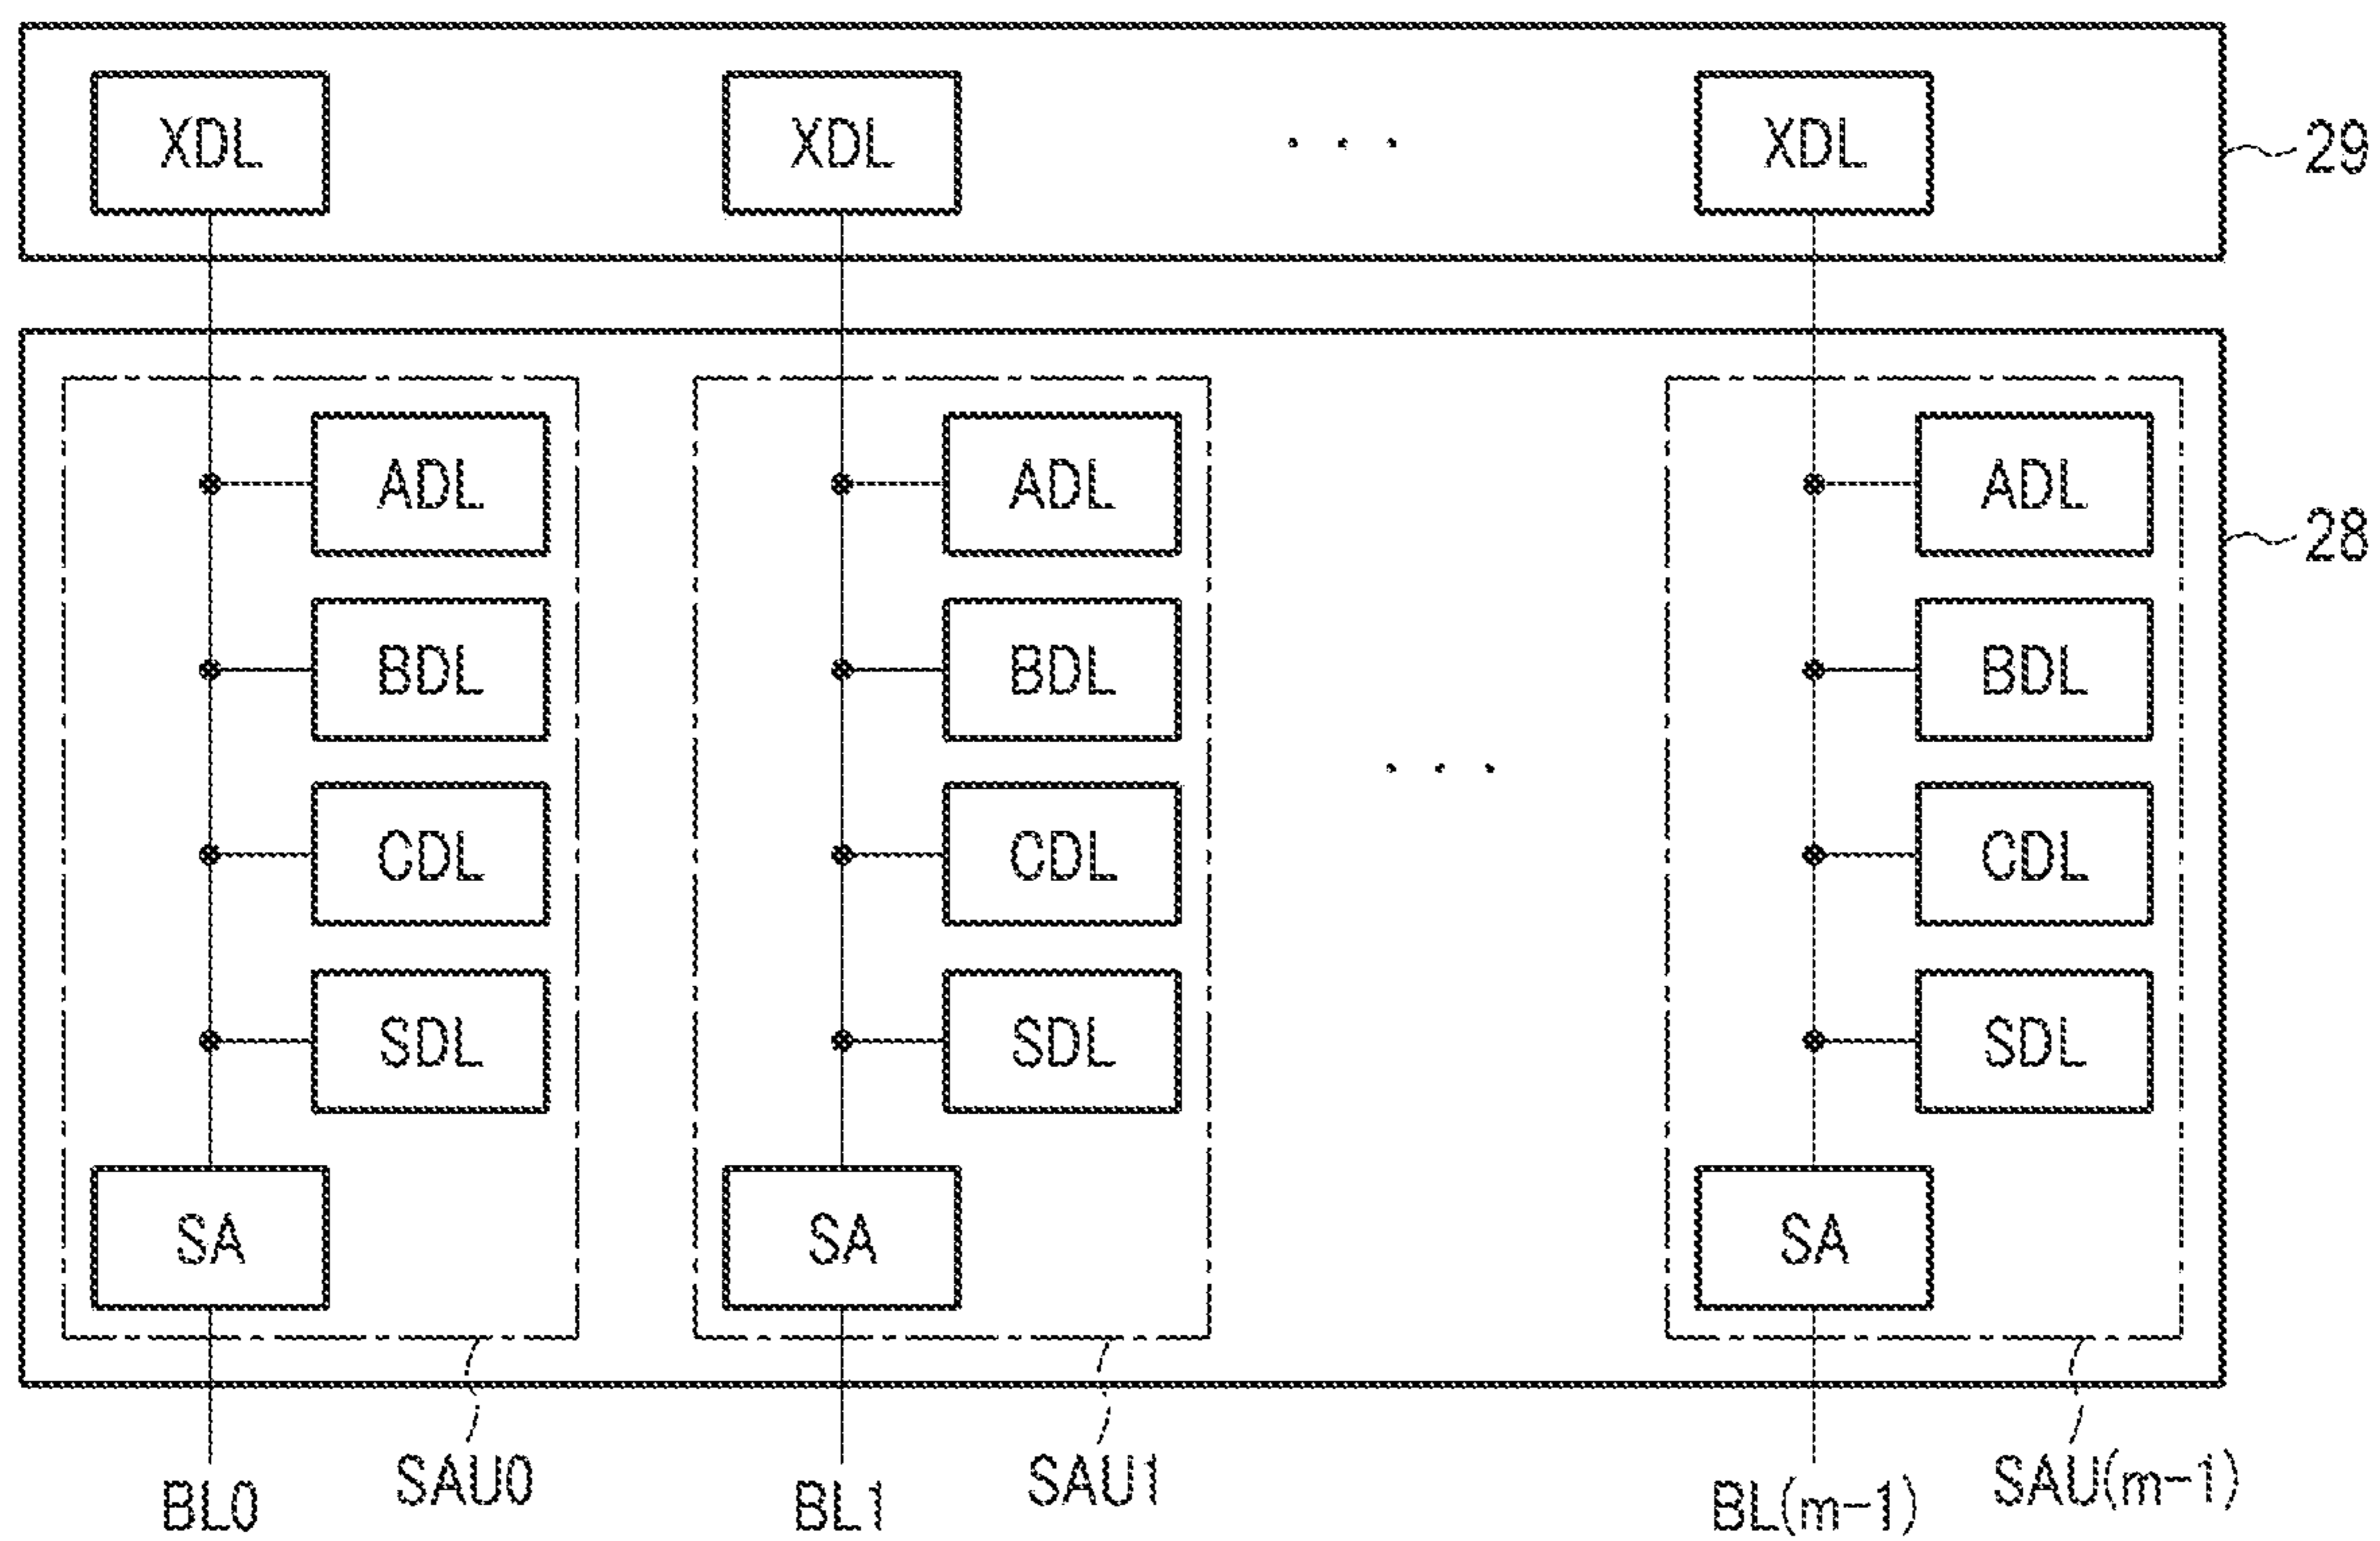 XDL XDL . . . XDL 29
ADL ADL ADL
28
BDL BDL BDL
. . .
CDL CDL CDL
SDL SDL SDL
SA SA SA
BL0 SAU0 BL1 SAU1 BL(m-1) SAU(m-1)